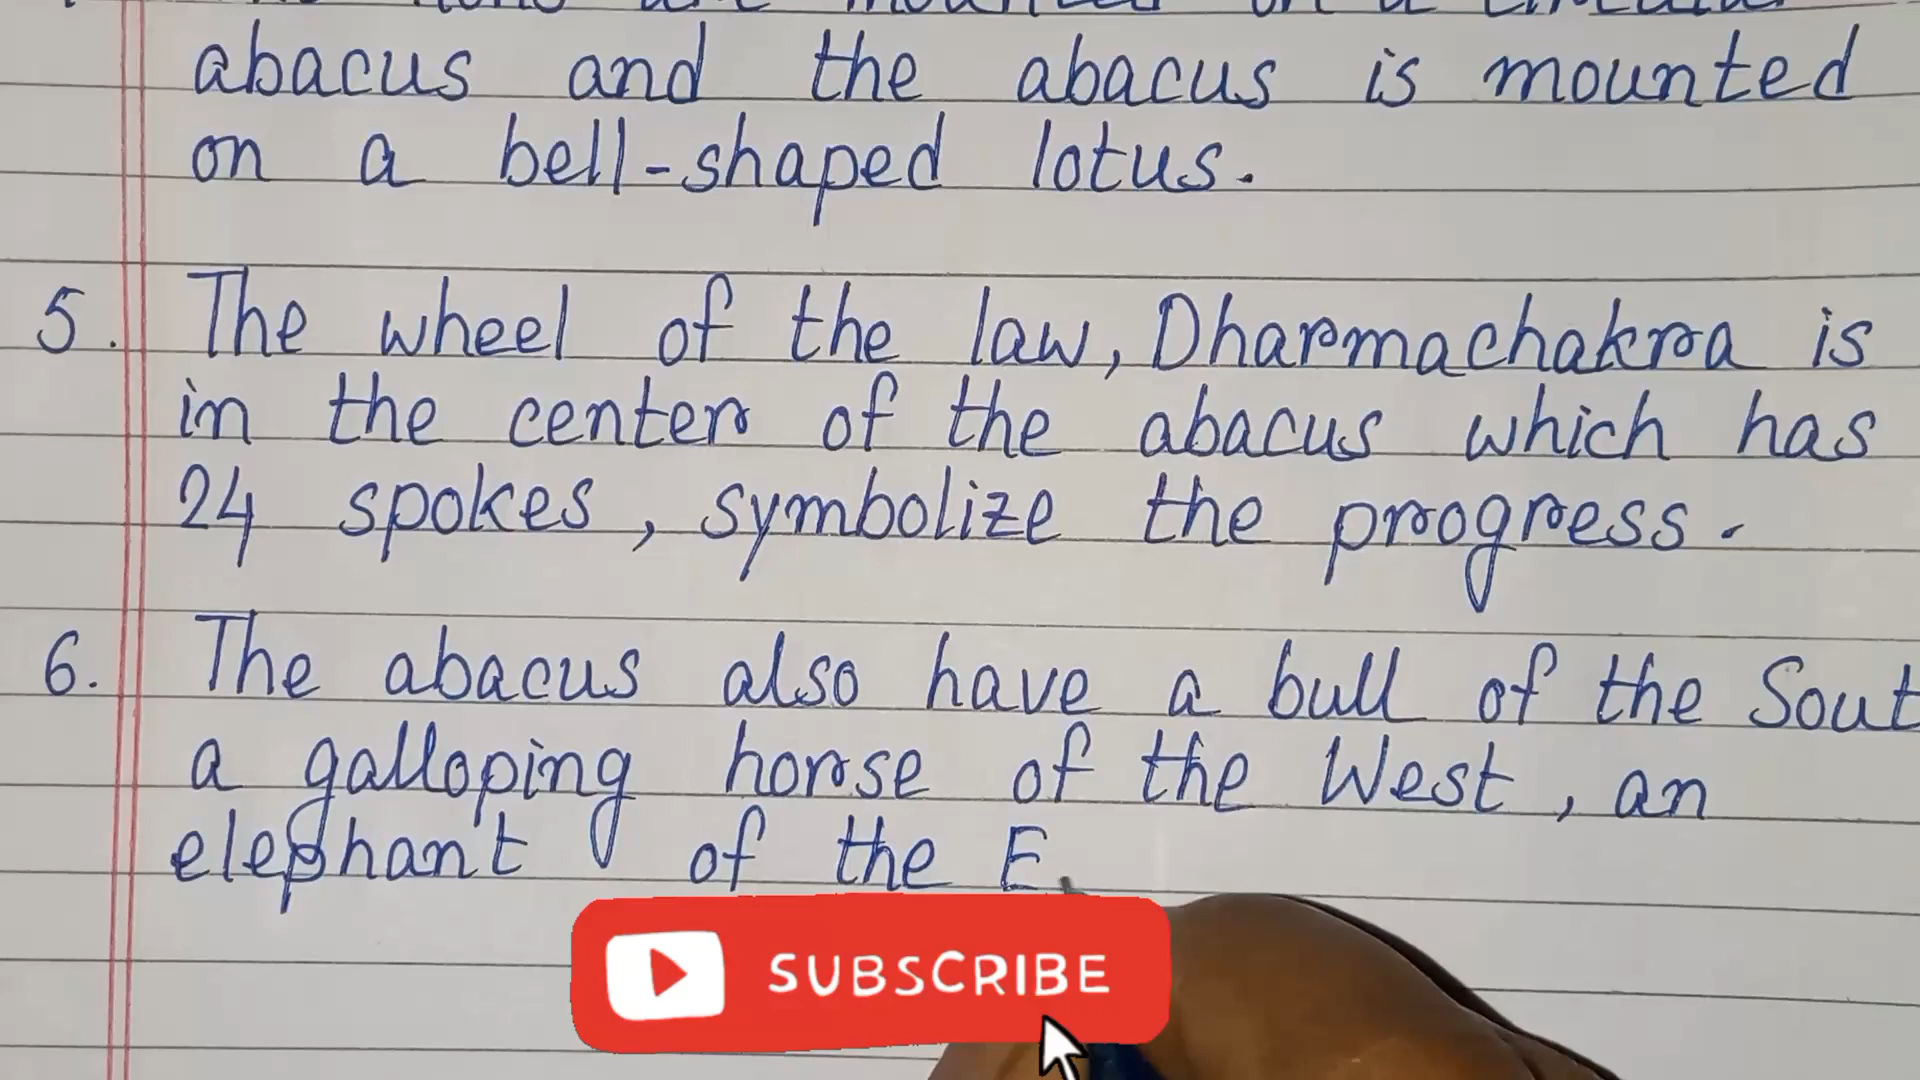 abacus and the abacus is mounted
on a bell-shaped lotus.
5. The wheel of the law, Dharmachakra is
in the center of the abacus which has
24 spokes, symbolize the progress.
6. The abacus also have a bull of the Sout
a galloping horse of the West, an
elephant of the E
SUBSCRIBE